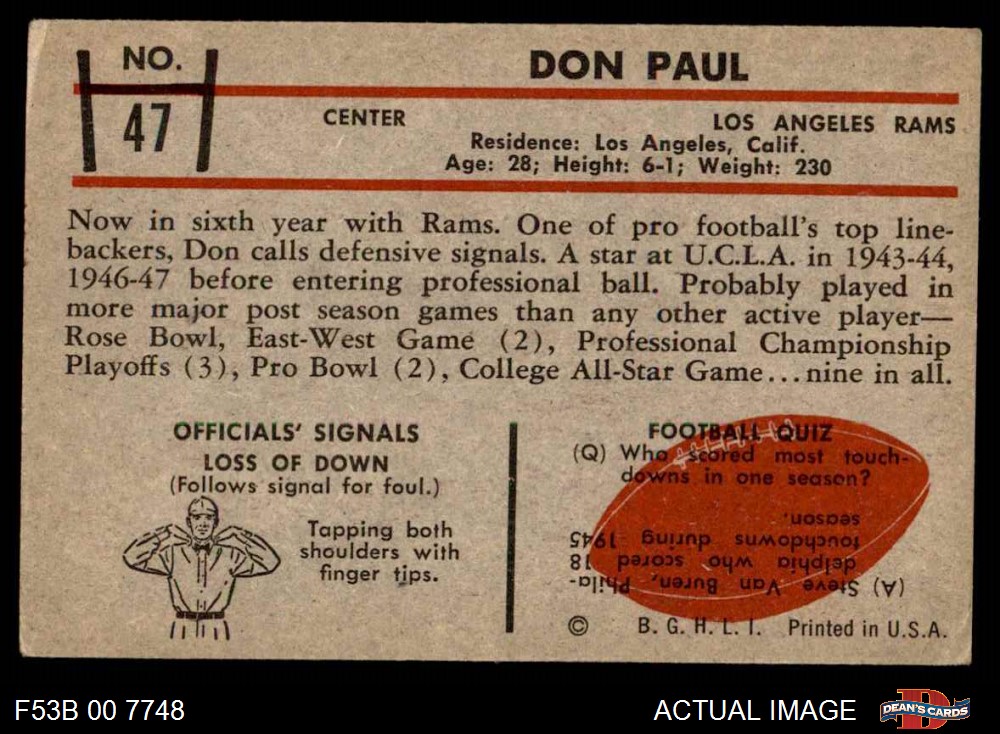 NO.
47
DON PAUL
CENTER
LOS ANGELES RAMS
Residence: Los Angeles, Calif.
Age: 28; Height: 6-1; Weight: 230
Now in sixth year with Rams. One of pro football's top line-
backers, Don calls defensive signals. A star at U.C.L.A. in 1943-44,
1946-47 before entering professional ball. Probably played in
more major post season games than any other active player—
Rose Bowl, East-West Game (2), Professional Championship
Playoffs (3), Pro Bowl (2), College All-Star Game...nine in all.
OFFICIALS' SIGNALS
LOSS OF DOWN
(Follows signal for foul.)
Tapping both
shoulders with
finger tips.
FOOTBALL QUIZ
(Q) Who scored most touch-
downs in one season?
(A) Steve Van Buren, Phila-
delphia who scored 18
touchdowns during 1945
season.
© B. G. H. L. I. Printed in U.S.A.
F53B 00 7748
ACTUAL IMAGE
D
DEAN'S CARDS